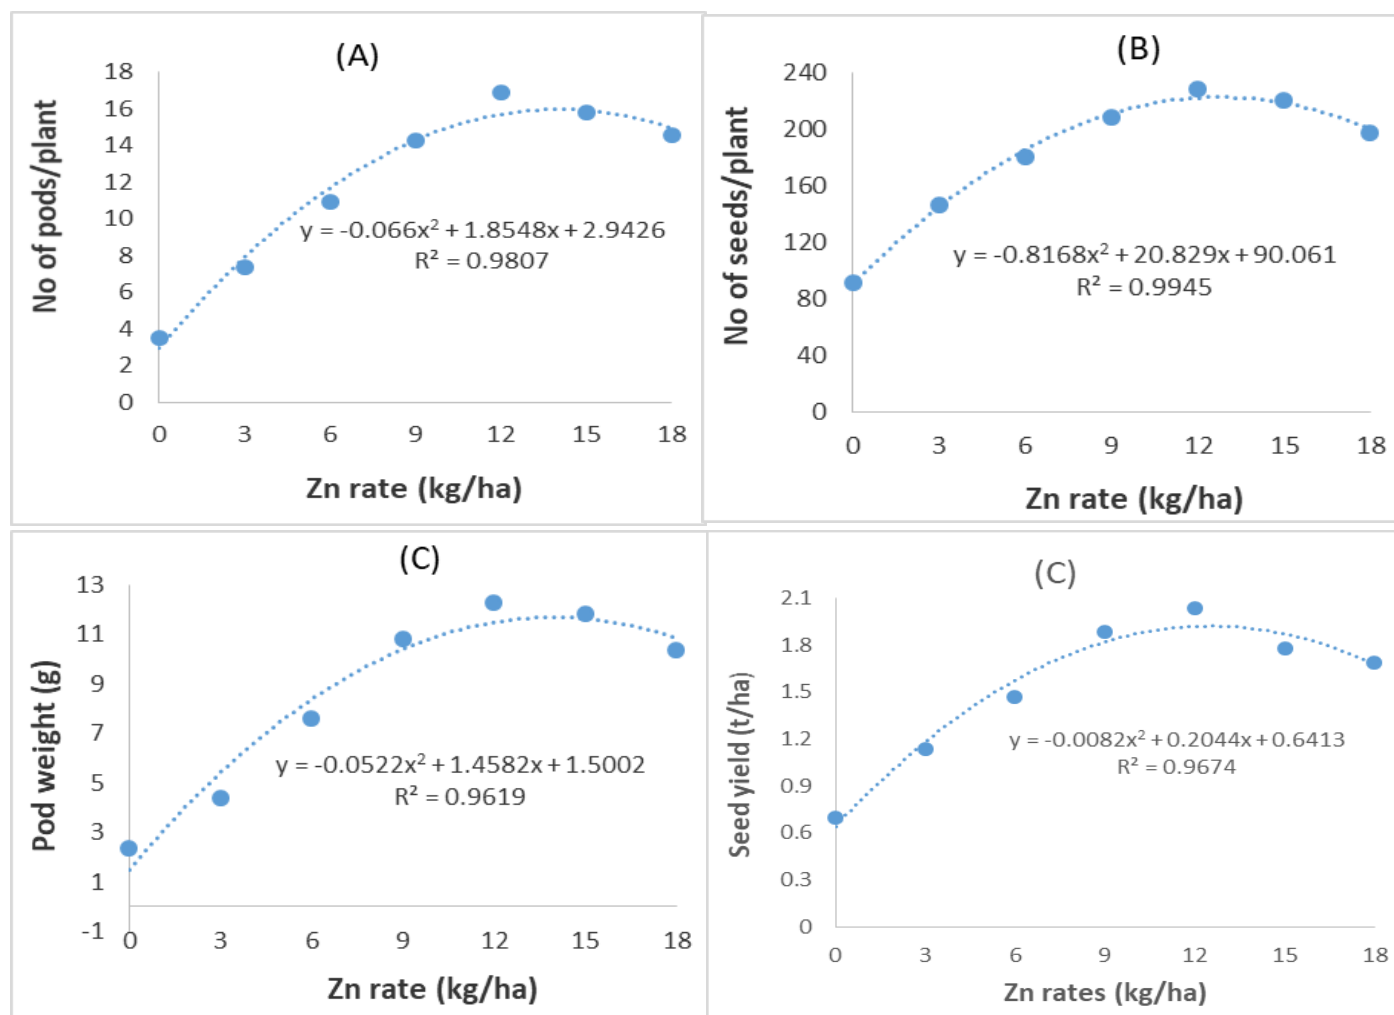 (A)
No of pods/plant
18
16
14
12
10
8
6
4
2
0
y = -0.066x² + 1.8548x + 2.9426
R² = 0.9807
0 3 6 9 12 15 18
Zn rate (kg/ha)
(B)
No of seeds/plant
240
200
160
120
80
40
0
y = -0.8168x² + 20.829x + 90.061
R² = 0.9945
0 3 6 9 12 15 18
Zn rate (kg/ha)
(C)
Pod weight (g)
13
11
9
7
5
3
1
-1
y = -0.0522x² + 1.4582x + 1.5002
R² = 0.9619
0 3 6 9 12 15 18
Zn rate (kg/ha)
(C)
Seed yield (t/ha)
2.1
1.8
1.5
1.2
0.9
0.6
0.3
0
y = -0.0082x² + 0.2044x + 0.6413
R² = 0.9674
0 3 6 9 12 15 18
Zn rates (kg/ha)